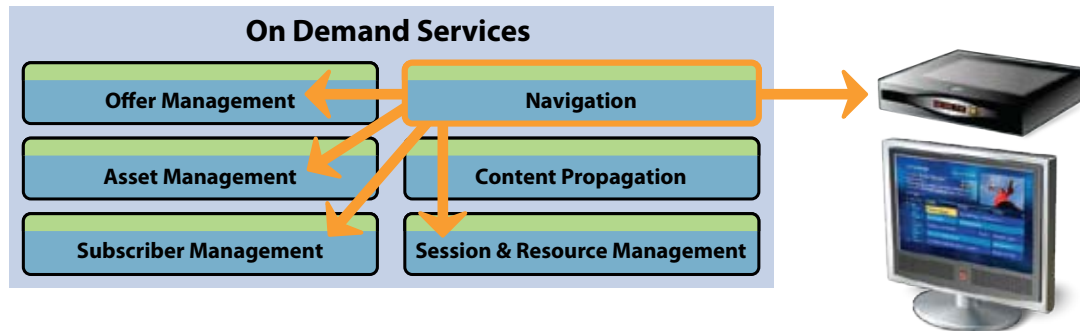 On Demand Services
Offer Management
Navigation
Asset Management
Content Propagation
Subscriber Management
Session & Resource Management